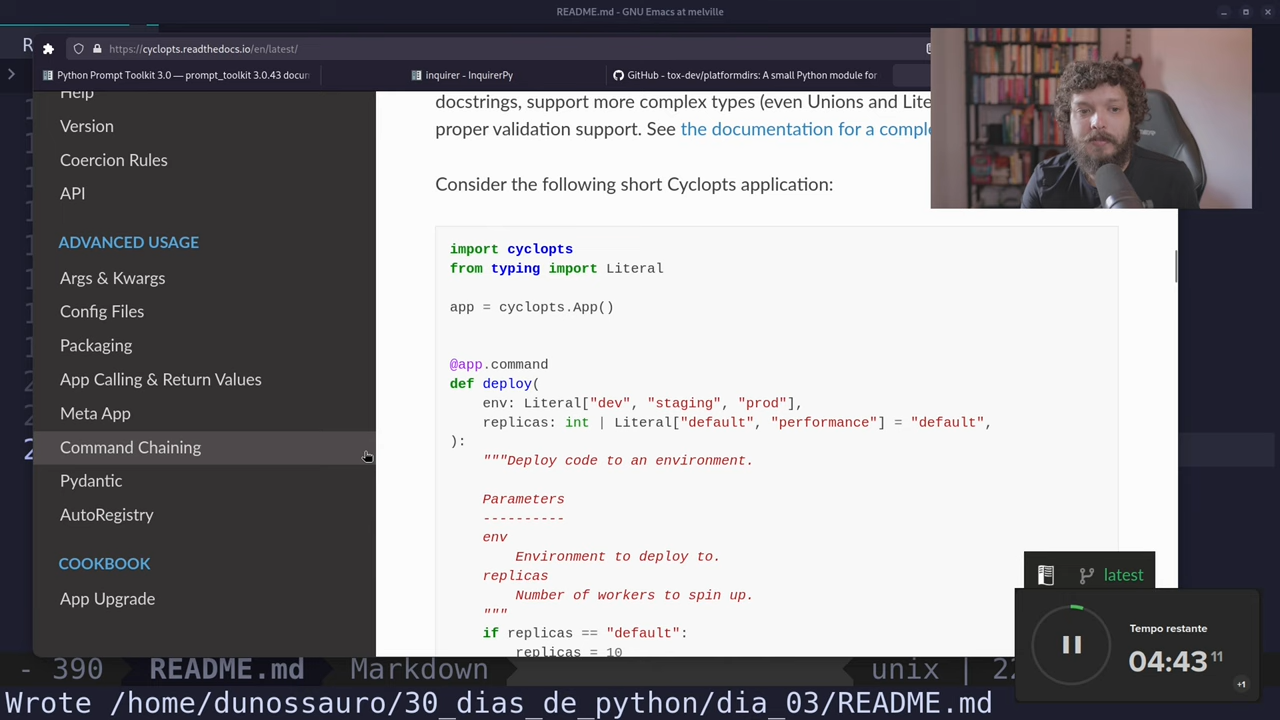 README.md - GNU Emacs at melville
https://cyclopts.readthedocs.io/en/latest/
Python Prompt Toolkit 3.0 — prompt_toolkit 3.0.43 docum
inquirer - InquirerPy
GitHub - tox-dev/platformdirs: A small Python module for
Help
Version
Coercion Rules
API
ADVANCED USAGE
Args & Kwargs
Config Files
Packaging
App Calling & Return Values
Meta App
Command Chaining
Pydantic
AutoRegistry
COOKBOOK
App Upgrade
docstrings, support more complex types (even Unions and Lite
proper validation support. See the documentation for a comple
Consider the following short Cyclopts application:
import cyclopts
from typing import Literal
app = cyclopts.App()
@app.command
def deploy(
    env: Literal["dev", "staging", "prod"],
    replicas: int | Literal["default", "performance"] = "default",
):
    """Deploy code to an environment.
    Parameters
    ----------
    env
        Environment to deploy to.
    replicas
        Number of workers to spin up.
    """
    if replicas == "default":
        replicas = 10
latest
Tempo restante
04:43 11
+1
- 390 README.md Markdown unix | 22
Wrote /home/dunossauro/30_dias_de_python/dia_03/README.md